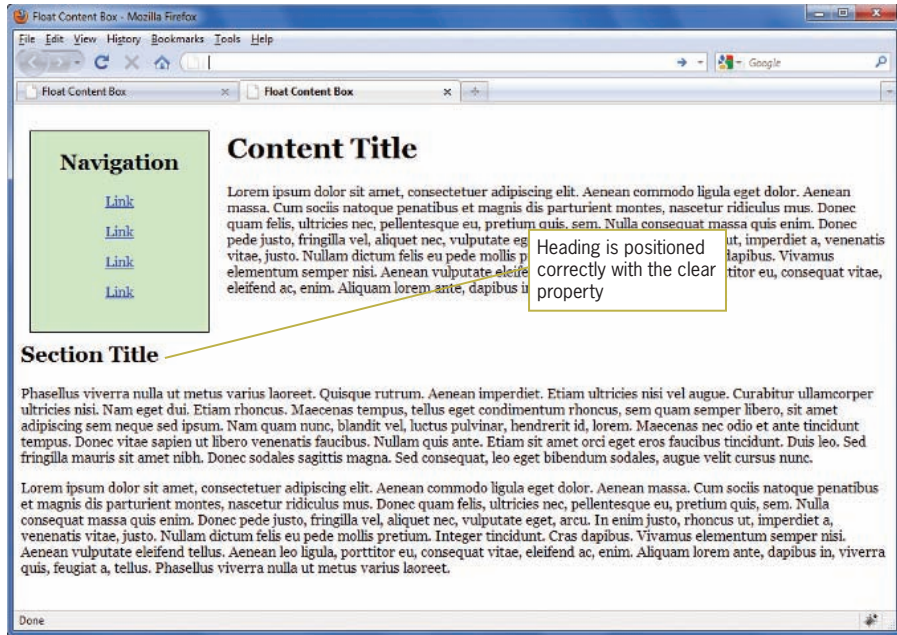 Float Content Box - Mozilla Firefox
File Edit View History Bookmarks Tools Help
Google
Float Content Box
Float Content Box
Navigation
Link
Link
Link
Link
Content Title
Lorem ipsum dolor sit amet, consectetuer adipiscing elit. Aenean commodo ligula eget dolor. Aenean
massa. Cum sociis natoque penatibus et magnis dis parturient montes, nascetur ridiculus mus. Donec
quam felis, ultricies nec, pellentesque eu, pretium quis, sem. Nulla consequat massa quis enim. Donec
pede justo, fringilla vel, aliquet nec, vulputate eg ut, imperdiet a, venenatis
vitae, justo. Nullam dictum felis eu pede mollis p dapibus. Vivamus
elementum semper nisi. Aenean vulputate eleife titor eu, consequat vitae,
eleifend ac, enim. Aliquam lorem ante, dapibus i
Heading is positioned
correctly with the clear
property
Section Title
Phasellus viverra nulla ut metus varius laoreet. Quisque rutrum. Aenean imperdiet. Etiam ultricies nisi vel augue. Curabitur ullamcorper
ultricies nisi. Nam eget dui. Etiam rhoncus. Maecenas tempus, tellus eget condimentum rhoncus, sem quam semper libero, sit amet
adipiscing sem neque sed ipsum. Nam quam nunc, blandit vel, luctus pulvinar, hendrerit id, lorem. Maecenas nec odio et ante tincidunt
tempus. Donec vitae sapien ut libero venenatis faucibus. Nullam quis ante. Etiam sit amet orci eget eros faucibus tincidunt. Duis leo. Sed
fringilla mauris sit amet nibh. Donec sodales sagittis magna. Sed consequat, leo eget bibendum sodales, augue velit cursus nunc.
Lorem ipsum dolor sit amet, consectetuer adipiscing elit. Aenean commodo ligula eget dolor. Aenean massa. Cum sociis natoque penatibus
et magnis dis parturient montes, nascetur ridiculus mus. Donec quam felis, ultricies nec, pellentesque eu, pretium quis, sem. Nulla
consequat massa quis enim. Donec pede justo, fringilla vel, aliquet nec, vulputate eget, arcu. In enim justo, rhoncus ut, imperdiet a,
venenatis vitae, justo. Nullam dictum felis eu pede mollis pretium. Integer tincidunt. Cras dapibus. Vivamus elementum semper nisi.
Aenean vulputate eleifend tellus. Aenean leo ligula, porttitor eu, consequat vitae, eleifend ac, enim. Aliquam lorem ante, dapibus in, viverra
quis, feugiat a, tellus. Phasellus viverra nulla ut metus varius laoreet.
Done